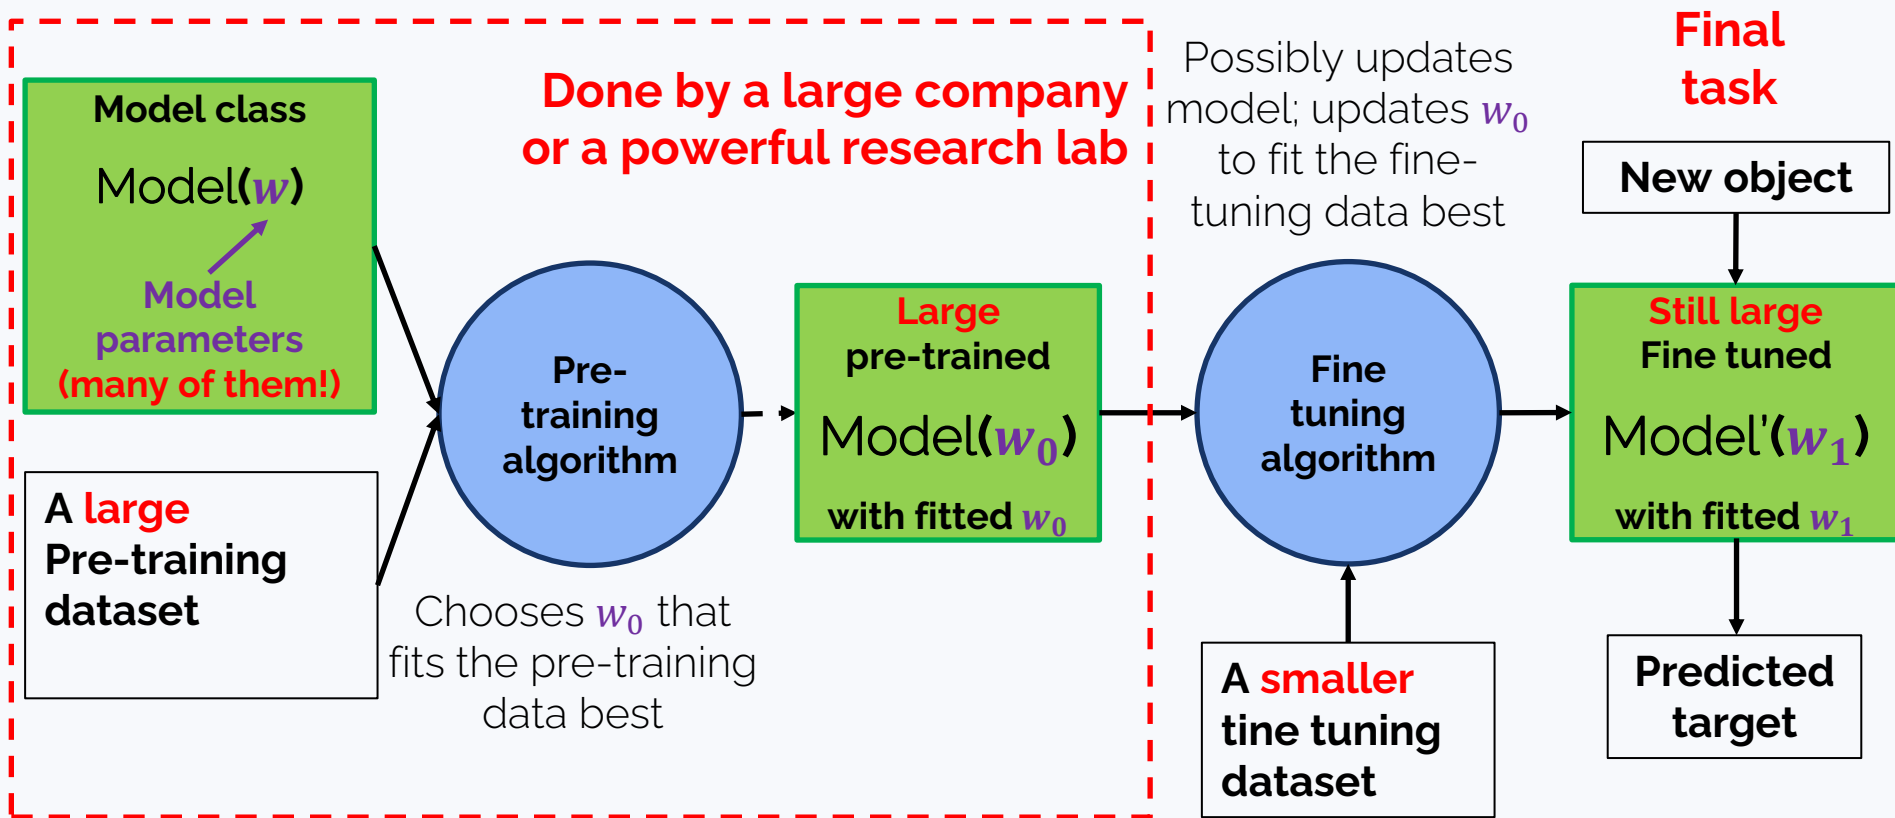 Model class
Model(w)
Model
parameters
(many of them!)
A large
Pre-training
dataset
Done by a large company
or a powerful research lab
Pre-
training
algorithm
Chooses w₀ that
fits the pre-training
data best
Large
pre-trained
Model(w₀)
with fitted w₀
Possibly updates
model; updates w₀
to fit the fine-
tuning data best
Fine
tuning
algorithm
A smaller
tine tuning
dataset
Final
task
New object
Still large
Fine tuned
Model'(w₁)
with fitted w₁
Predicted
target